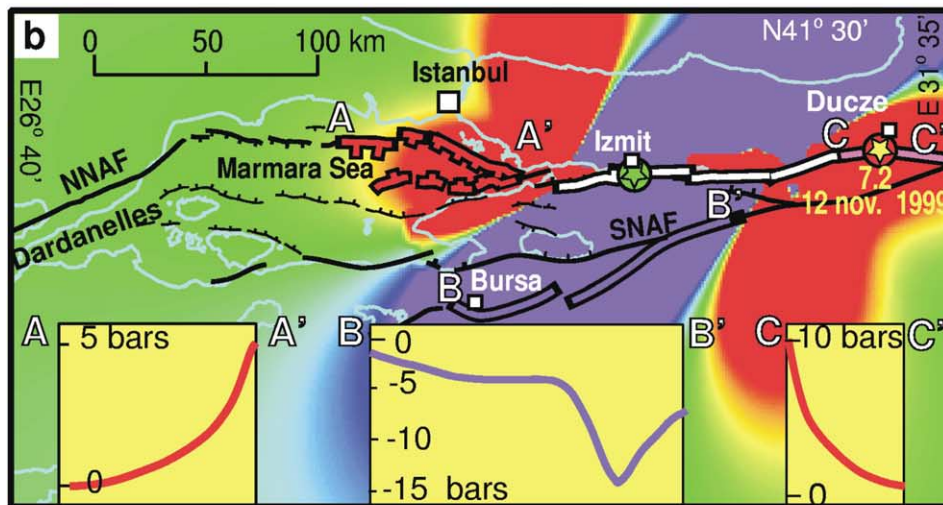 b
0 50 100 km
N41° 30'
E 31° 35'
E26° 40'
Istanbul
Ducze
A A' Izmit C C'
NNAF
Marmara Sea
7.2
12 nov. 1999
B'
SNAF
Dardanelles
B
Bursa
A 5 bars A'
0
B 0 B'
-5
-10
-15 bars
C 10 bars C'
0